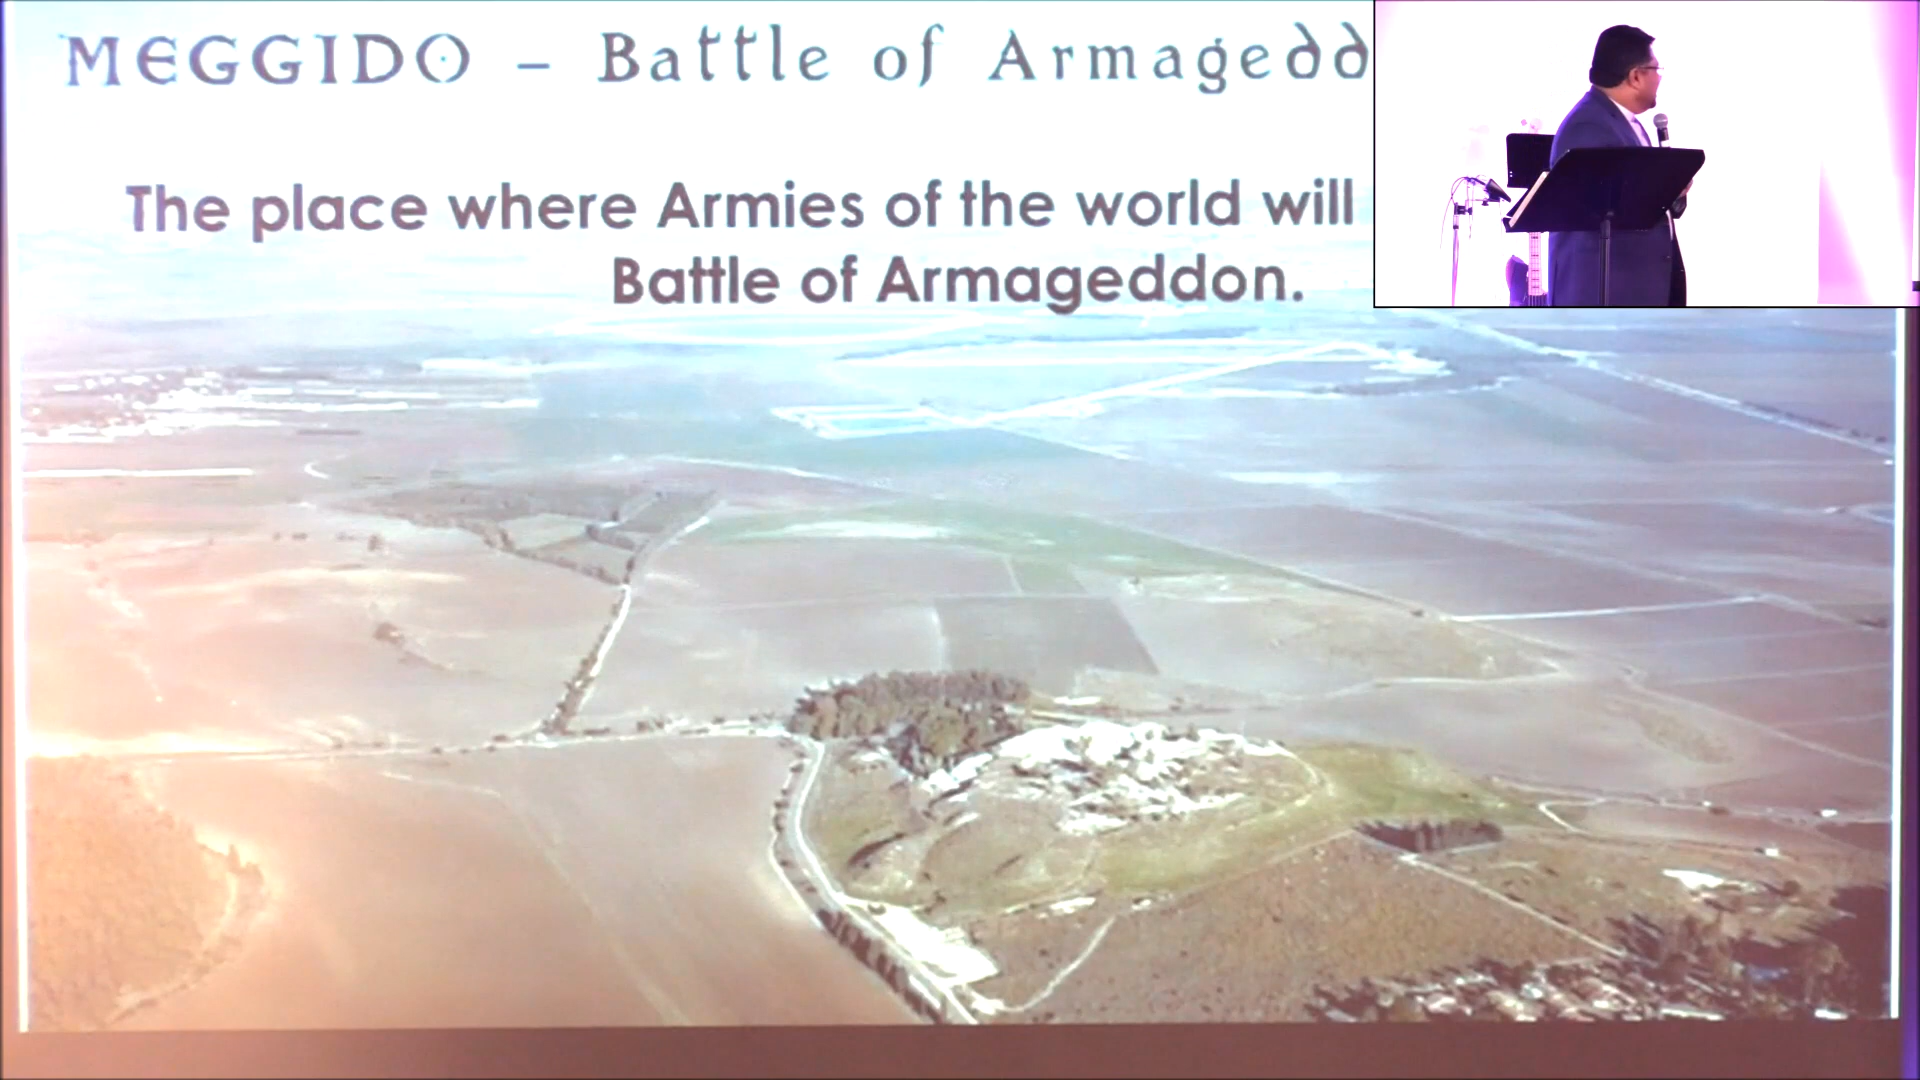 MEGGIDO – Battle of Armagedd
The place where Armies of the world will
Battle of Armageddon.